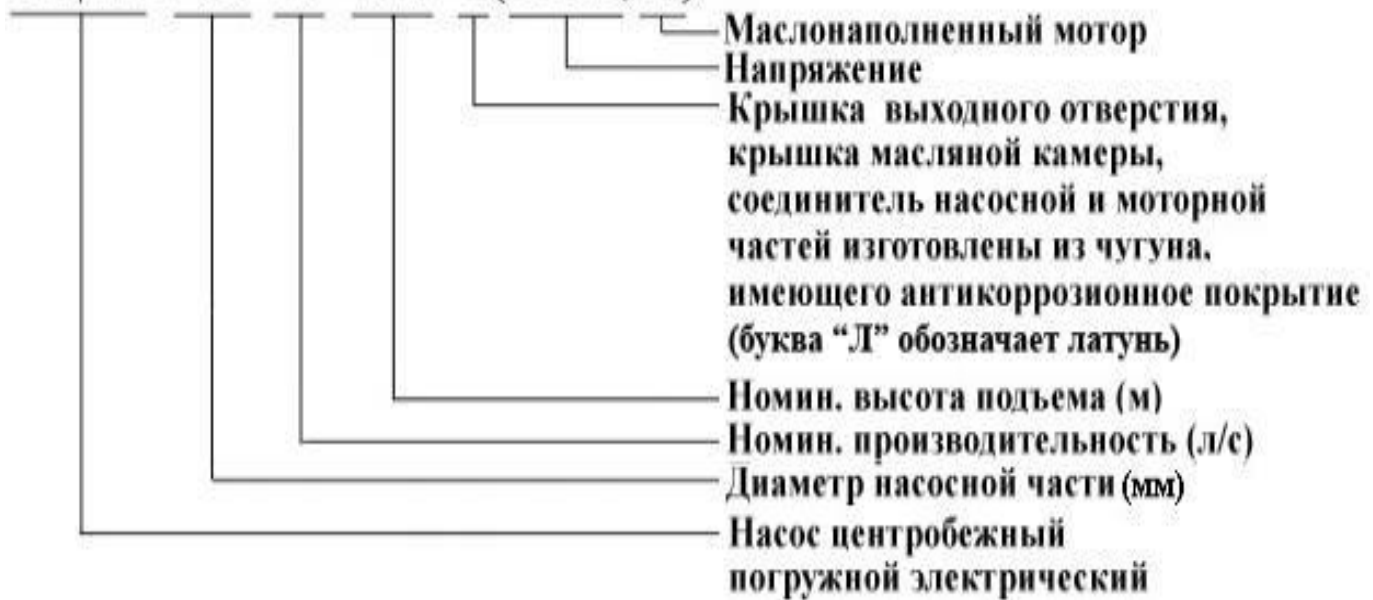 Маслонаполненный мотор
Напряжение
Крышка выходного отверстия,
крышка масляной камеры,
соединитель насосной и моторной
частей изготовлены из чугуна.
имеющего антикоррозионное покрытие
(буква “Л” обозначает латунь)
Номин. высота подъема (м)
Номин. производительность (л/с)
Диаметр насосной части (мм)
Насос центробежный
погружной электрический